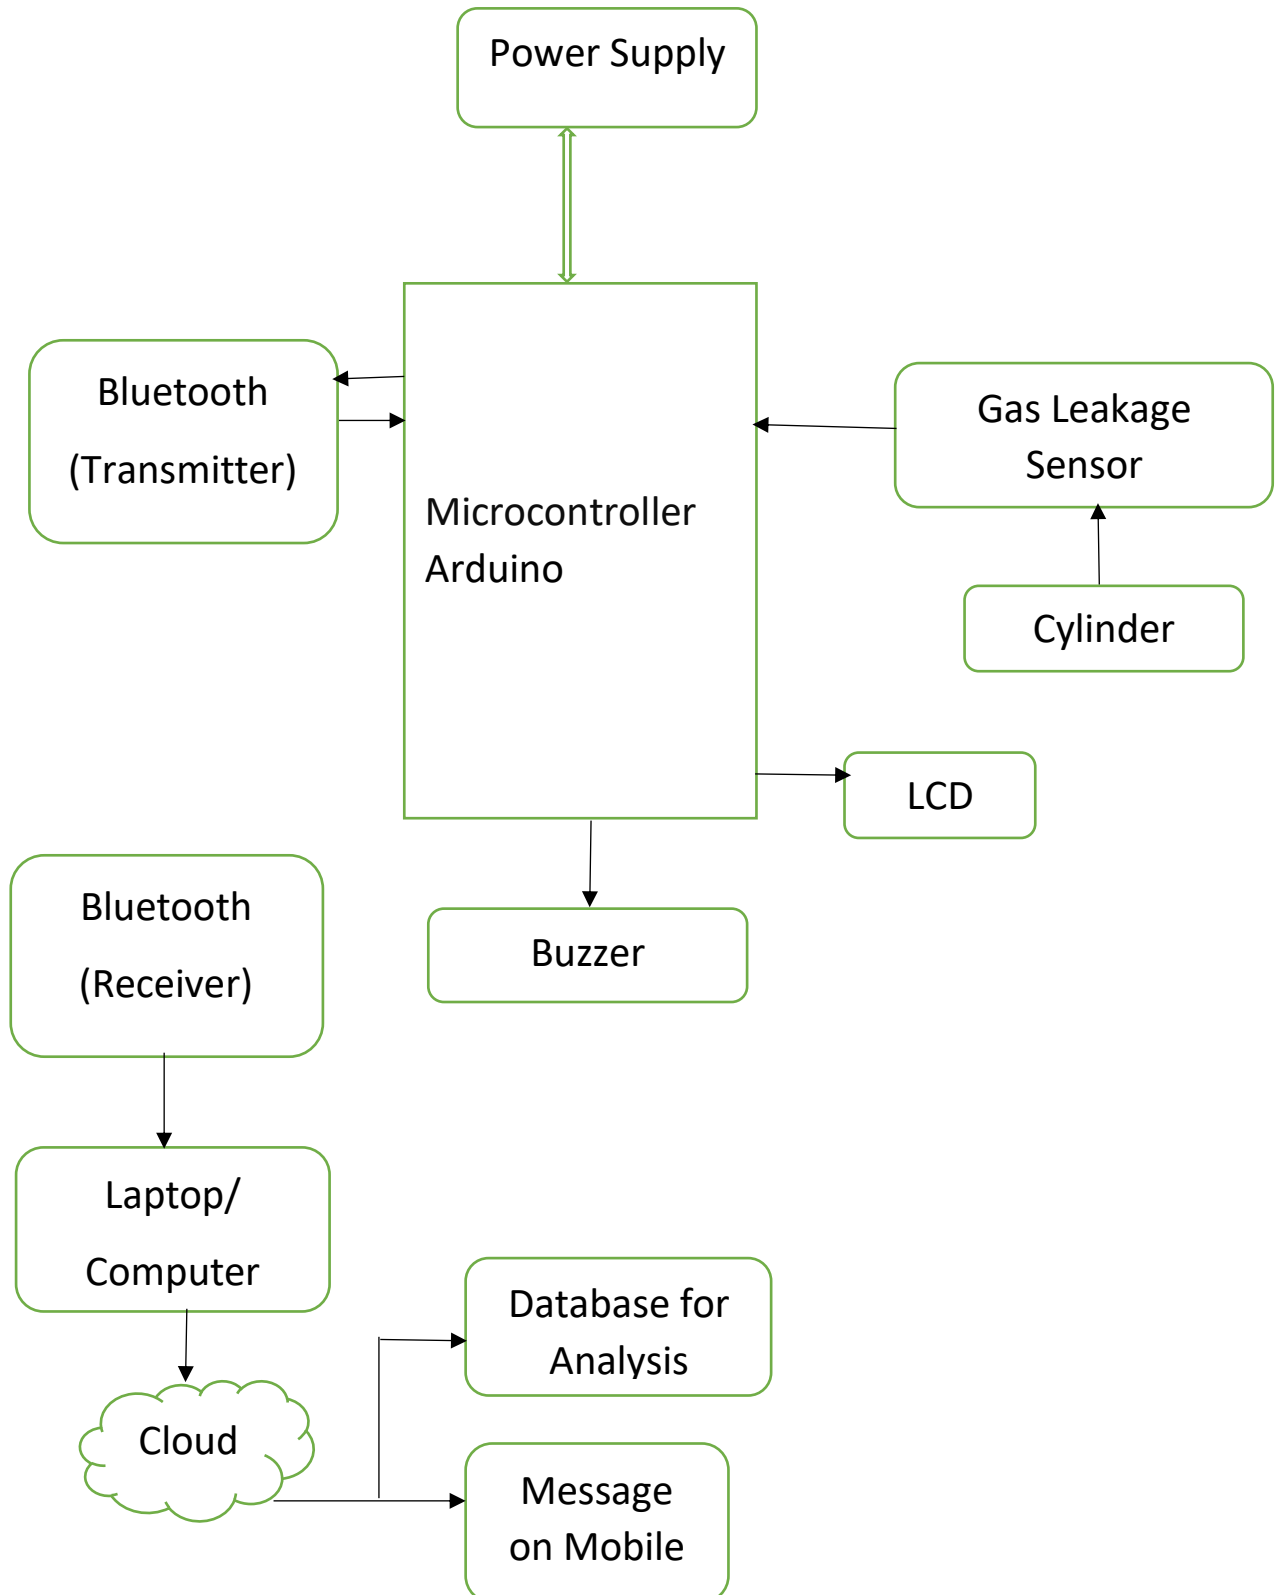 Power Supply
Bluetooth
(Transmitter)
Gas Leakage
Sensor
Microcontroller
Arduino
Cylinder
LCD
Bluetooth
(Receiver)
Buzzer
Laptop/
Computer
Database for
Analysis
Cloud
Message
on Mobile